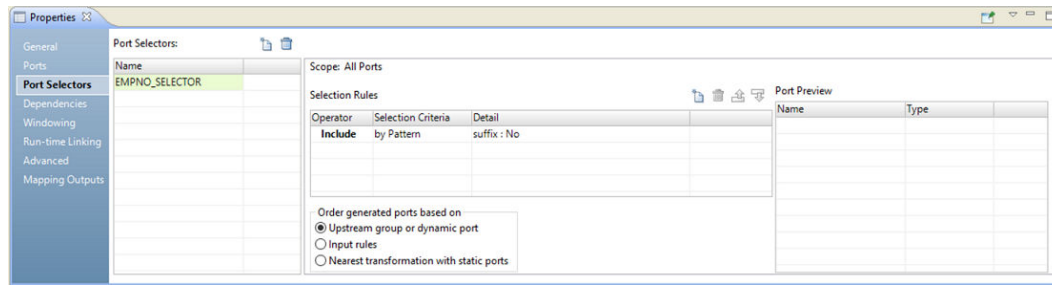 Properties
General
Ports
Port Selectors
Dependencies
Windowing
Run-time Linking
Advanced
Mapping Outputs
Port Selectors:
Name
EMPNO_SELECTOR
Scope: All Ports
Selection Rules
Operator Selection Criteria Detail
Include by Pattern suffix : No
Order generated ports based on
Upstream group or dynamic port
Input rules
Nearest transformation with static ports
Port Preview
Name Type